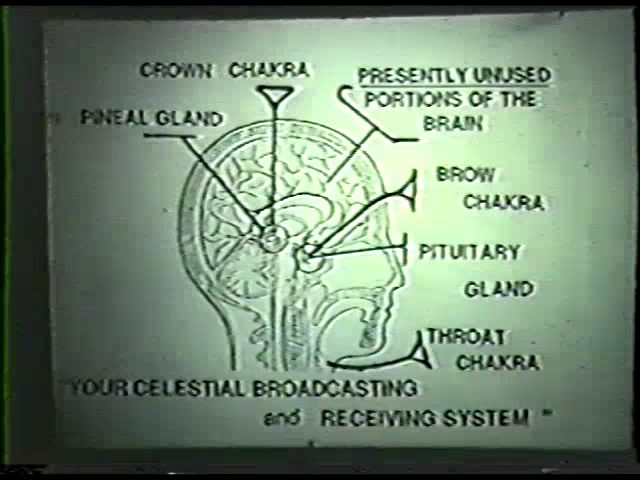 CROWN CHAKRA
PRESENTLY UNUSED
PORTIONS OF THE
BRAIN
PINEAL GLAND
BROW
CHAKRA
PITUITARY
GLAND
THROAT
CHAKRA
"YOUR CELESTIAL BROADCASTING
and RECEIVING SYSTEM"